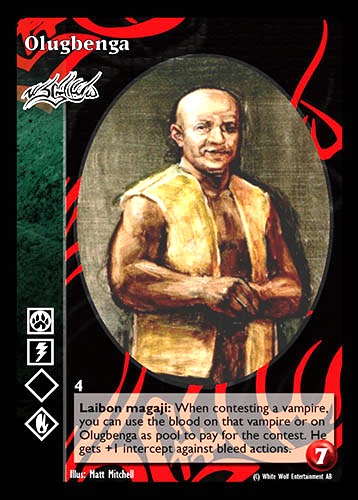 Olugbenga
4
Laibon magaji: When contesting a vampire,
you can use the blood on that vampire or on
Olugbenga as pool to pay for the contest. He
gets +1 intercept against bleed actions.
7
Illus: Matt Mitchell
(C) White Wolf Entertainment AB